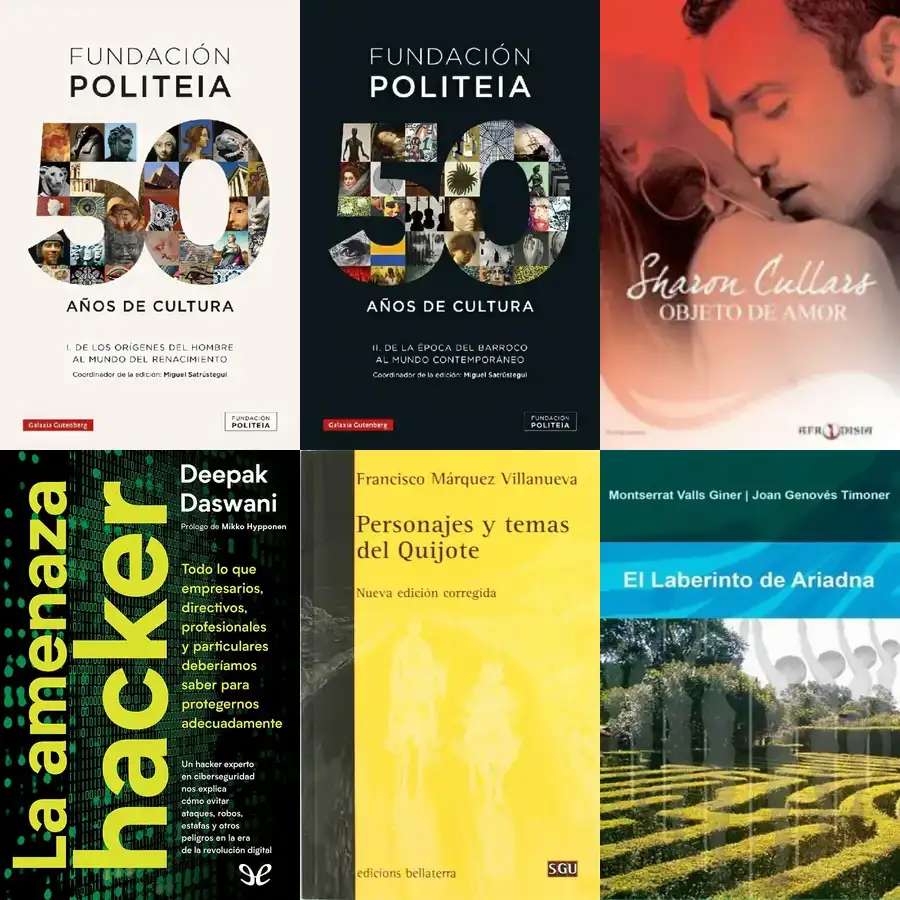 FUNDACIÓN
POLITEIA
50
AÑOS DE CULTURA
I. DE LOS ORÍGENES DEL HOMBRE
AL MUNDO DEL RENACIMIENTO
Coordinador de la edición: Miguel Satrústegui
Galaxia Gutenberg
FUNDACIÓN
POLITEIA
FUNDACIÓN
POLITEIA
50
AÑOS DE CULTURA
II. DE LA ÉPOCA DEL BARROCO
AL MUNDO CONTEMPORÁNEO
Coordinador de la edición: Miguel Satrústegui
Galaxia Gutenberg
FUNDACIÓN
POLITEIA
Sharon Cullars
OBJETO DE AMOR
AFRODISIA
La amenaza
hacker
Deepak
Daswani
Prólogo de Mikko Hypponen
Todo lo que
empresarios,
directivos,
profesionales
y particulares
deberíamos
saber para
protegernos
adecuadamente
Un hacker experto
en ciberseguridad
nos explica
cómo evitar
ataques, robos,
estafas y otros
peligros en la era
de la revolución digital
Francisco Márquez Villanueva
Personajes y temas
del Quijote
Nueva edición corregida
edicions bellaterra
SGU
Montserrat Valls Giner | Joan Genovés Timoner
El Laberinto de Ariadna